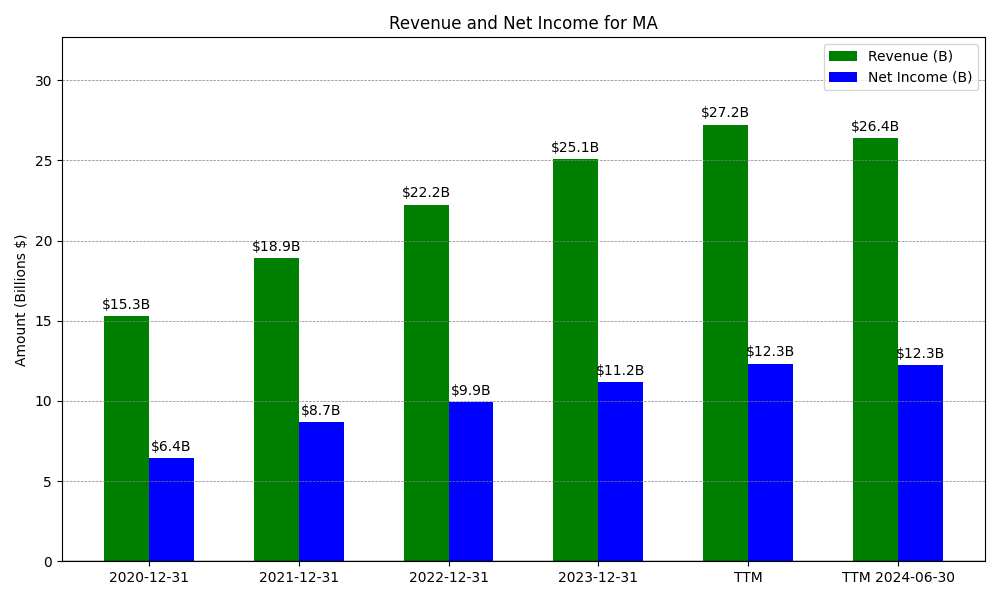 Revenue and Net Income for MA
Revenue (B)
Net Income (B)
Amount (Billions $)
30
25
20
15
10
5
0
$15.3B
$6.4B
$18.9B
$8.7B
$22.2B
$9.9B
$25.1B
$11.2B
$27.2B
$12.3B
$26.4B
$12.3B
2020-12-31
2021-12-31
2022-12-31
2023-12-31
TTM
TTM 2024-06-30